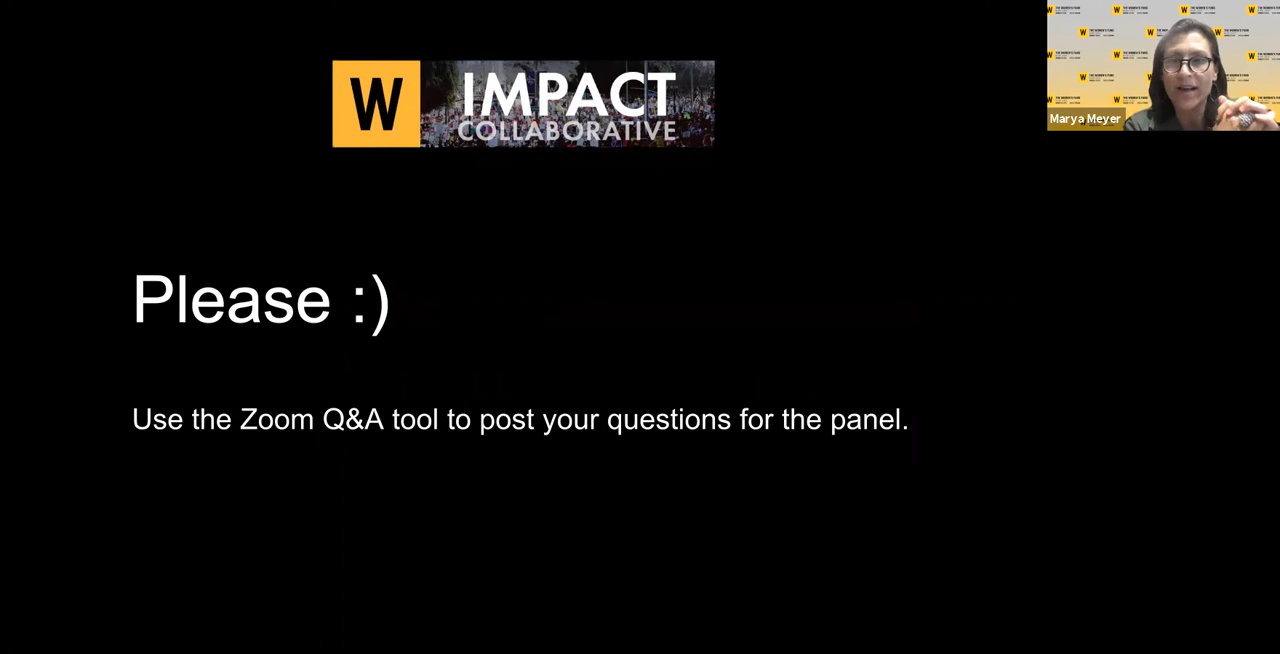 W IMPACT
COLLABORATIVE
Marya Meyer
Please :)
Use the Zoom Q&A tool to post your questions for the panel.